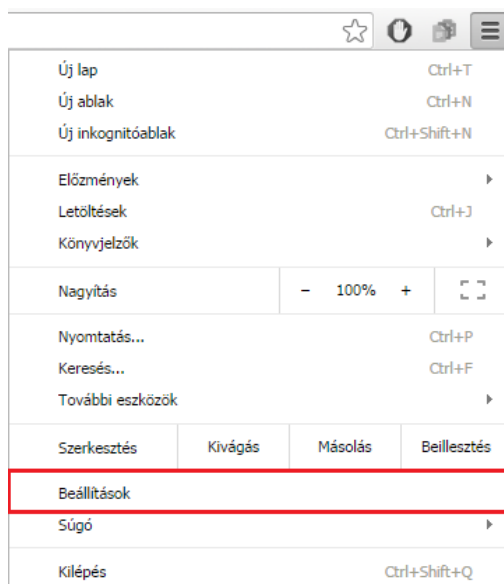 Új lap Ctrl+T
Új ablak Ctrl+N
Új inkognitóablak Ctrl+Shift+N
Előzmények
Letöltések Ctrl+J
Könyvjelzők
Nagyítás − 100% +
Nyomtatás... Ctrl+P
Keresés... Ctrl+F
További eszközök
Szerkesztés Kivágás Másolás Beillesztés
Beállítások
Súgó
Kilépés Ctrl+Shift+Q